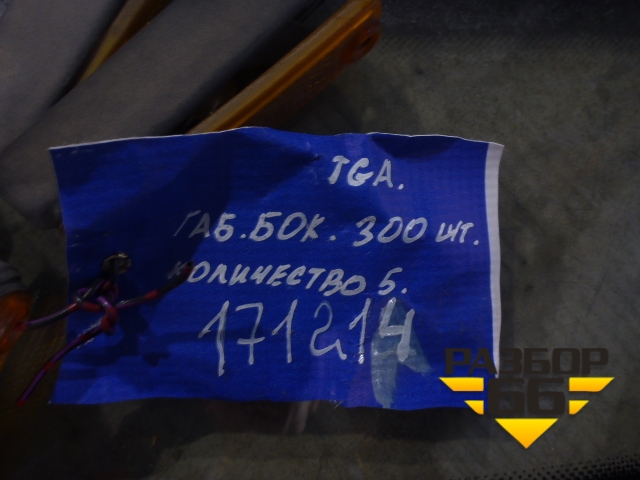 TGA.
ГАБ.БОК. 300 шт.
КОЛИЧЕСТВО 5.
171214
РАЗБОР
66